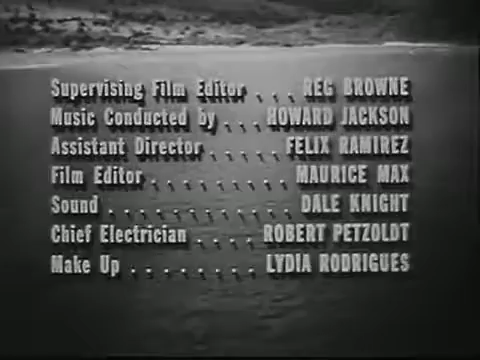 Supervising Film Editor . . . REG BROWNE
Music Conducted by . . . HOWARD JACKSON
Assistant Director . . . . . FELIX RAMIREZ
Film Editor . . . . . . . . . MAURICE MAX
Sound . . . . . . . . . . . . DALE KNIGHT
Chief Electrician . . . . ROBERT PETZOLDT
Make Up . . . . . . . LYDIA RODRIGUES